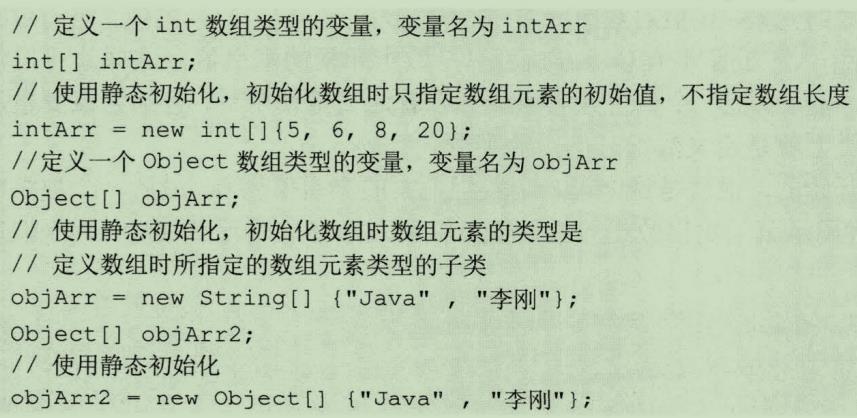 // 定义一个 int 数组类型的变量，变量名为 intArr
int[] intArr;
// 使用静态初始化，初始化数组时只指定数组元素的初始值，不指定数组长度
intArr = new int[]{5, 6, 8, 20};
//定义一个 Object 数组类型的变量，变量名为 objArr
Object[] objArr;
// 使用静态初始化，初始化数组时数组元素的类型是
// 定义数组时所指定的数组元素类型的子类
objArr = new String[] {"Java" , "李刚"};
Object[] objArr2;
// 使用静态初始化
objArr2 = new Object[] {"Java" , "李刚"};